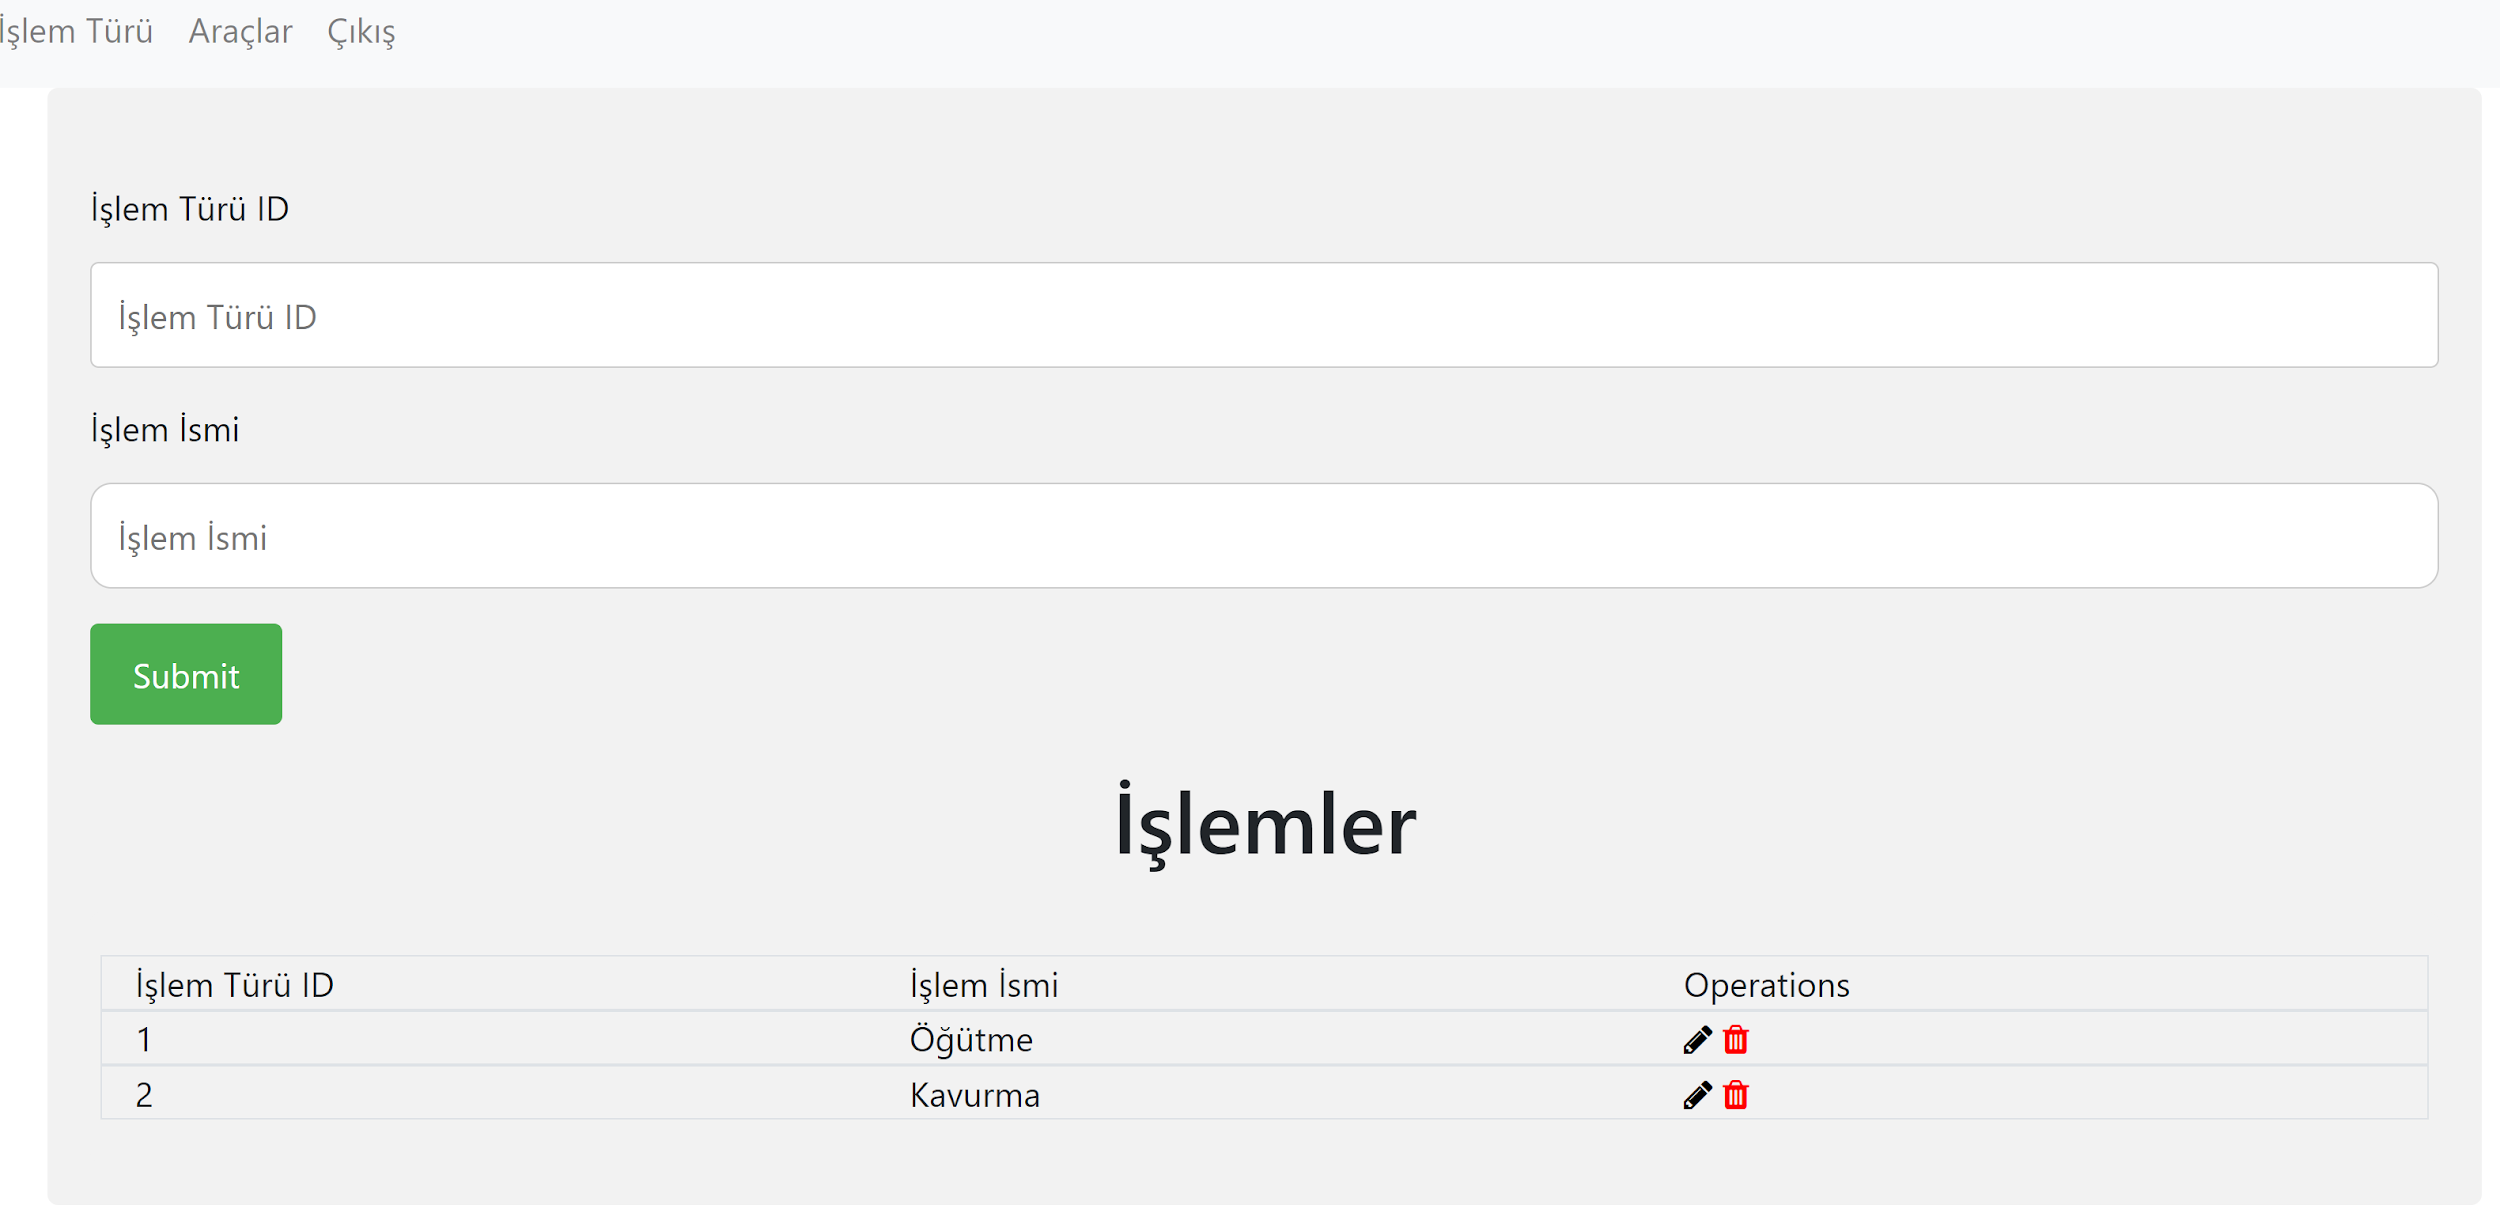 İşlem Türü Araçlar Çıkış
İşlem Türü ID
İşlem Türü ID
İşlem İsmi
İşlem İsmi
Submit
İşlemler
İşlem Türü ID İşlem İsmi Operations
1 Öğütme
2 Kavurma